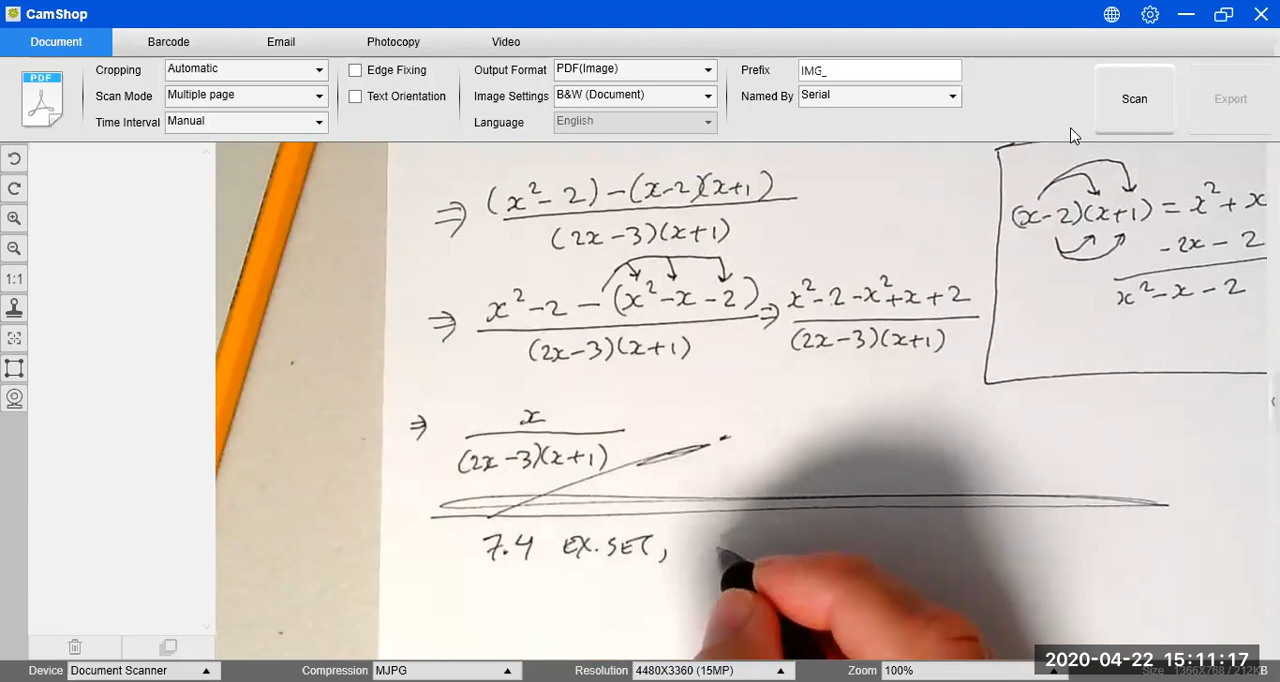 CamShop
Document Barcode Email Photocopy Video
PDF
Cropping Automatic Edge Fixing Output Format PDF(Image) Prefix IMG_
Scan Mode Multiple page Text Orientation Image Settings B&W (Document) Named By Serial
Time Interval Manual Language English
Scan Export
1:1
⇒ ((x²-2)-(x-2)(x+1))/((2x-3)(x+1))
⇒ (x²-2-(x²-x-2))/((2x-3)(x+1)) ⇒ (x²-2-x²+x+2)/((2x-3)(x+1))
⇒ x/((2x-3)(x+1))
7.4 EX.SET,
(x-2)(x+1) = x²+x
-2x-2
x²-x-2
2020-04-22 15:11:17
Device Document Scanner Compression MJPG Resolution 4480X3360 (15MP) Zoom 100%